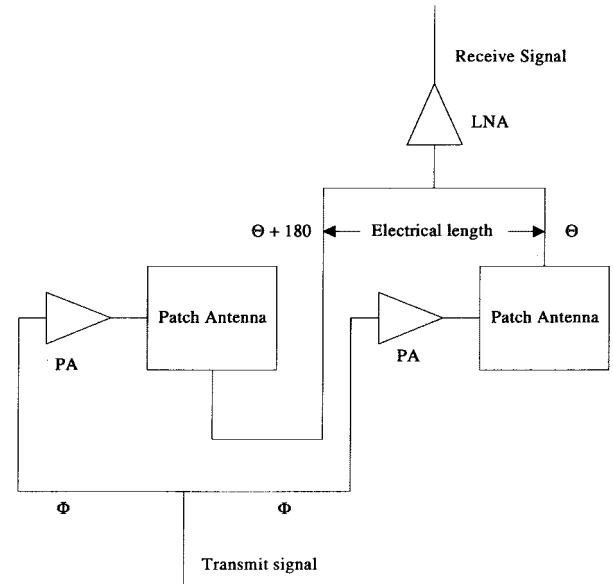 Receive Signal
LNA
Θ + 180
Electrical length
Θ
Patch Antenna
Patch Antenna
PA
PA
Φ
Φ
Transmit signal